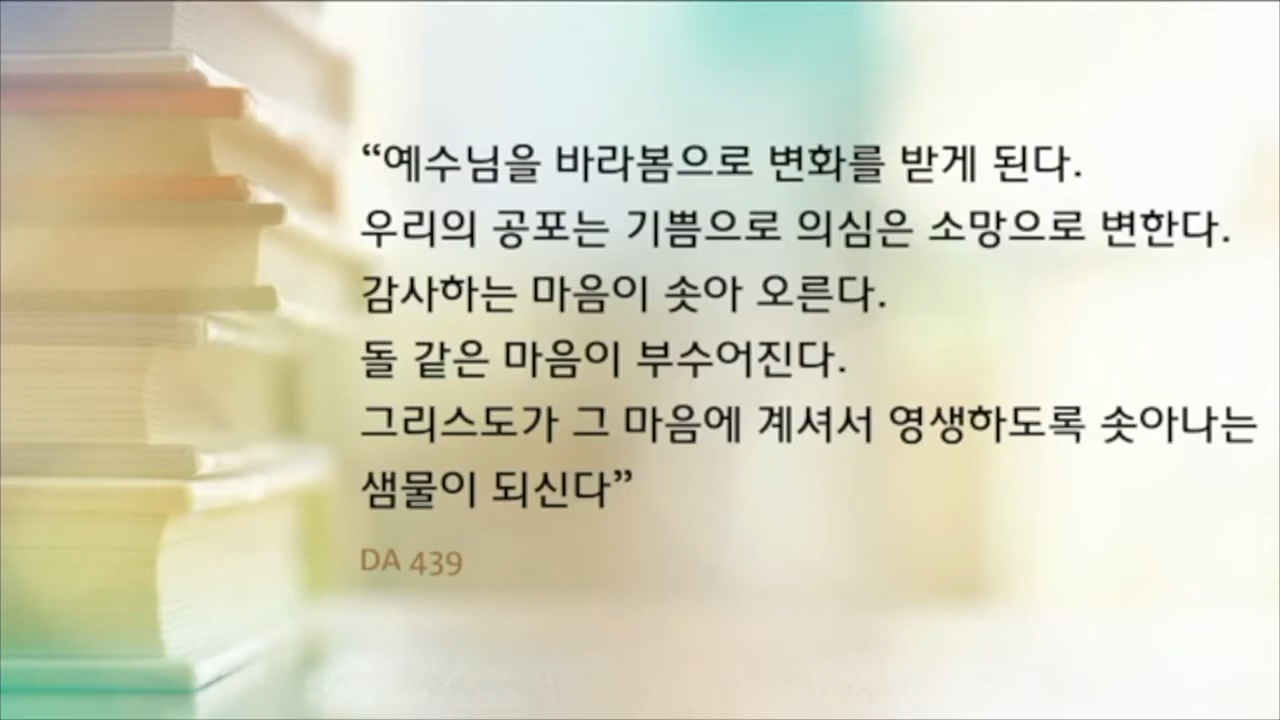 “예수님을 바라봄으로 변화를 받게 된다.
우리의 공포는 기쁨으로 의심은 소망으로 변한다.
감사하는 마음이 솟아 오른다.
돌 같은 마음이 부수어진다.
그리스도가 그 마음에 계셔서 영생하도록 솟아나는
샘물이 되신다”
DA 439